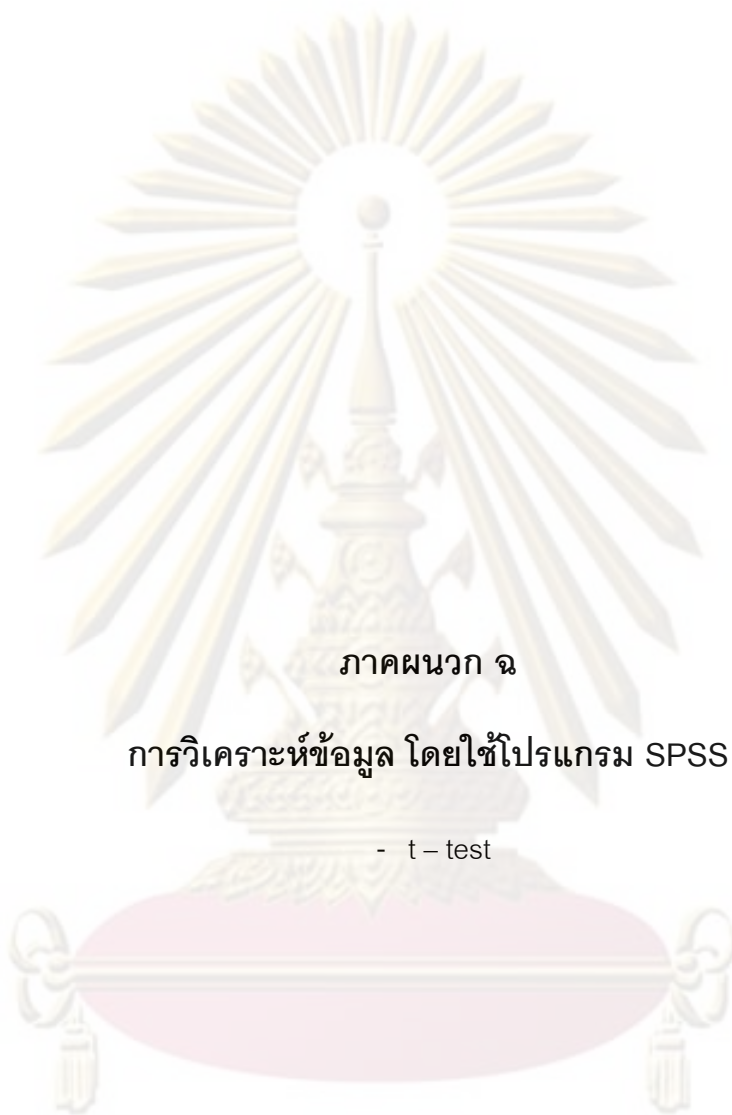 ภาคผนวก ฉ
การวิเคราะห์ข้อมูล โดยใช้โปรแกรม SPSS
- t – test